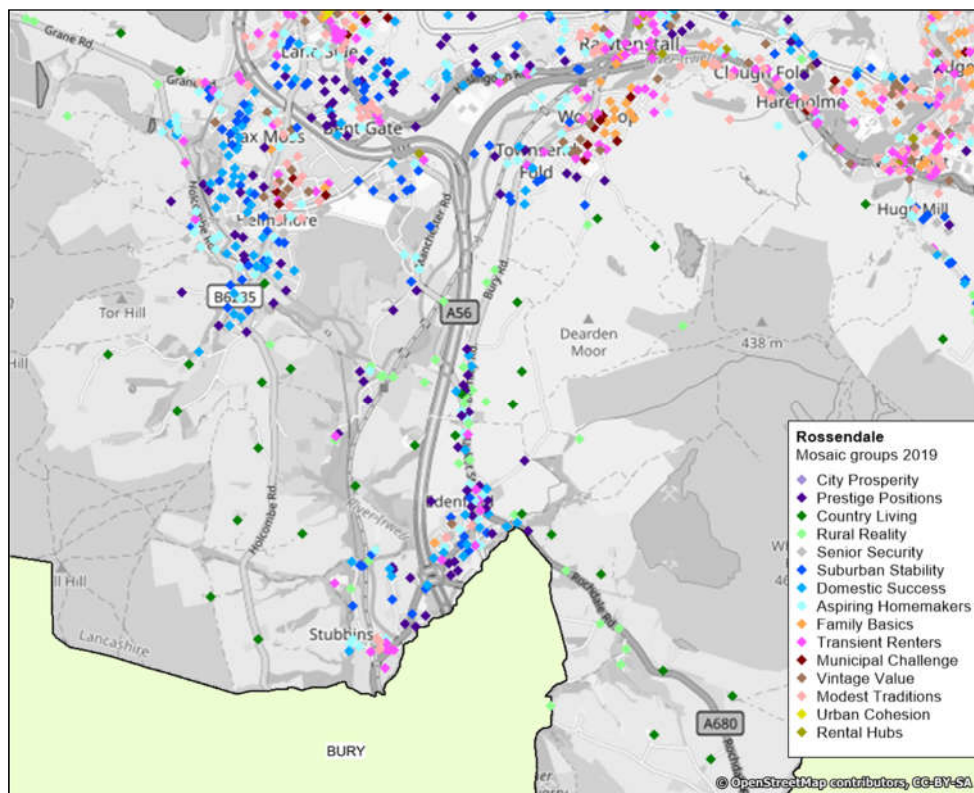 Grane Rd.
Rawtenstall
Clough Fold
Hareholme
Bent Gate
Helmshore
Townsend
Fold
Hugh Mill
Manchester Rd
Bury Rd.
B6235
Tor Hill
A56
Dearden
Moor
438 m
Holcombe Rd
Stubbins
Lancashire
Rochdale Rd
A680
BURY
Rossendale
Mosaic groups 2019
City Prosperity
Prestige Positions
Country Living
Rural Reality
Senior Security
Suburban Stability
Domestic Success
Aspiring Homemakers
Family Basics
Transient Renters
Municipal Challenge
Vintage Value
Modest Traditions
Urban Cohesion
Rental Hubs
© OpenStreetMap contributors, CC-BY-SA